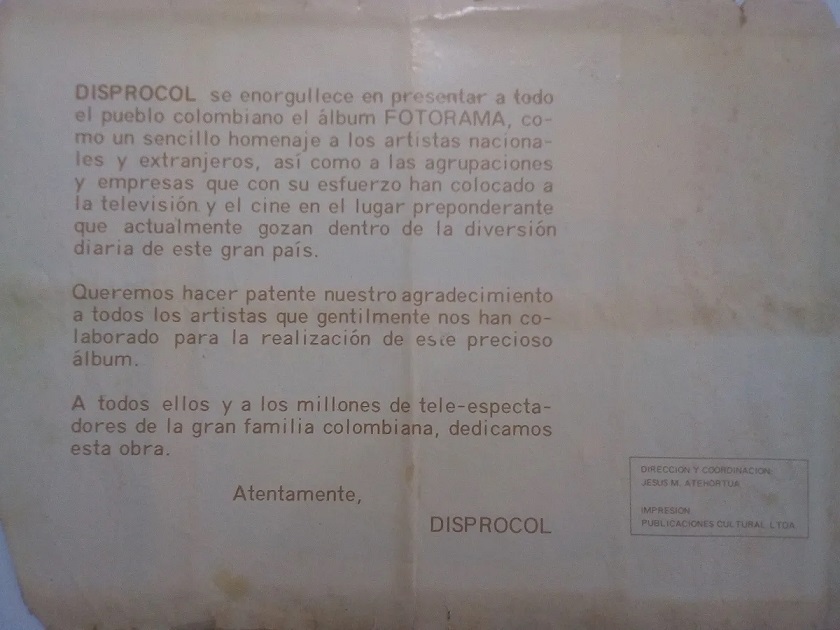 DISPROCOL se enorgullece en presentar a todo
el pueblo colombiano el álbum FOTORAMA, co-
mo un sencillo homenaje a los artistas naciona-
les y extranjeros, así como a las agrupaciones
y empresas que con su esfuerzo han colocado a
la televisión y el cine en el lugar preponderante
que actualmente gozan dentro de la diversión
diaria de este gran país.
Queremos hacer patente nuestro agradecimiento
a todos los artistas que gentilmente nos han co-
laborado para la realización de este precioso
álbum.
A todos ellos y a los millones de tele-especta-
dores de la gran familia colombiana, dedicamos
esta obra.
Atentamente,
DISPROCOL
DIRECCION Y COORDINACION:
JESUS M. ATEHORTUA
IMPRESION
PUBLICACIONES CULTURAL LTDA